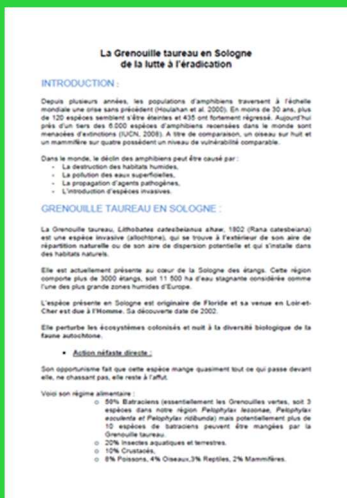 La Grenouille taureau en Sologne
de la lutte à l'éradication
INTRODUCTION :
Depuis plusieurs années, les populations d'amphibiens traversent à l'échelle
mondiale une crise sans précédent (Houlahan et al. 2000). En moins de 30 ans, plus
de 120 espèces semblent s'être éteintes et 435 ont fortement régressé. Aujourd'hui
près d'un tiers des 6.000 espèces d'amphibiens recensées dans le monde sont
menacées d'extinctions (IUCN, 2008). A titre de comparaison, un oiseau sur huit et
un mammifère sur quatre possèdent un niveau de vulnérabilité comparable.
Dans le monde, le déclin des amphibiens peut être causé par :
- La destruction des habitats humides,
- La pollution des eaux superficielles,
- La propagation d'agents pathogènes,
- L'introduction d'espèces invasives.
GRENOUILLE TAUREAU EN SOLOGNE :
La Grenouille taureau, Lithobates catesbeianus shaw, 1802 (Rana catesbeiana)
est une espèce invasive (allochtone), qui se trouve à l'extérieur de son aire de
répartition naturelle ou de son aire de dispersion potentielle et qui s'installe dans
des habitats naturels.
Elle est actuellement présente au cœur de la Sologne des étangs. Cette région
comporte plus de 3000 étangs, soit 11 500 ha d'eau stagnante considérée comme
l'une des plus grande zones humides d'Europe.
L'espèce présente en Sologne est originaire de Floride et sa venue en Loir-et-
Cher est due à l'Homme. Sa découverte date de 2002.
Elle perturbe les écosystèmes colonisés et nuit à la diversité biologique de la
faune autochtone.
• Action néfaste directe :
Son opportunisme fait que cette espèce mange quasiment tout ce qui passe devant
elle, ne chassant pas, elle reste à l'affut.
Voici son régime alimentaire :
o 56% Batraciens (essentiellement les Grenouilles vertes, soit 3
espèces dans notre région Pelophylax lessonae, Pelophylax
esculenta et Pelophylax ridibunda) mais potentiellement plus de
10 espèces de batraciens peuvent être mangées par la
Grenouille taureau.
o 20% Insectes aquatiques et terrestres.
o 10% Crustacés,
o 8% Poissons, 4% Oiseaux,3% Reptiles, 2% Mammifères.